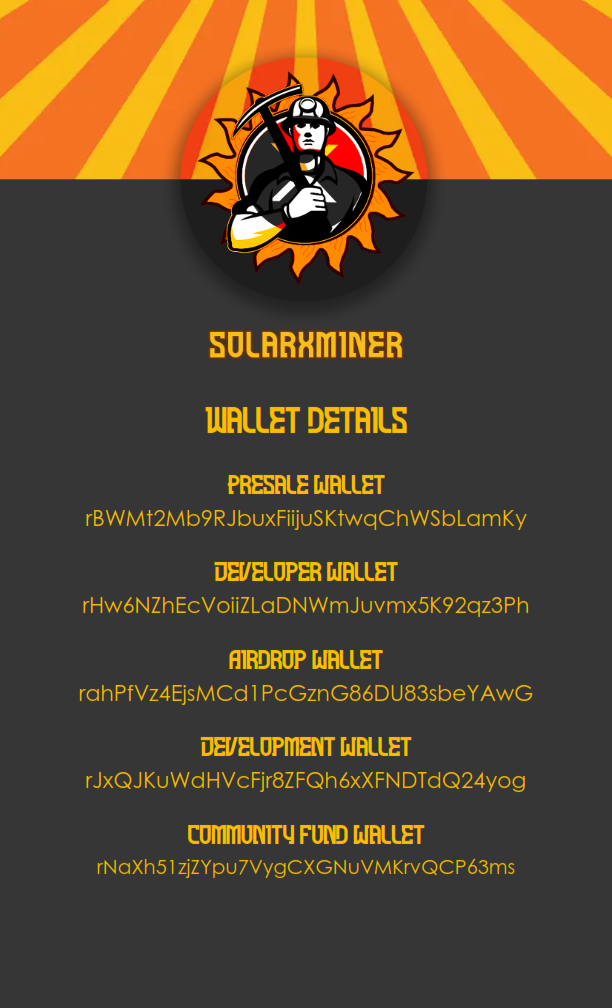 SOLARXMINER
WALLET DETAILS
PRESALE WALLET
rBWMt2Mb9RJbuxFiijuSKtwqChWSbLamKy
DEVELOPER WALLET
rHw6NZhEcVoiiZLaDNWmJuvmx5K92qz3Ph
AIRDROP WALLET
rahPfVz4EjsMCd1PcGznG86DU83sbeYAwG
DEVELOPMENT WALLET
rJxQJKuWdHVcFjr8ZFQh6xXFNDTdQ24yog
COMMUNITY FUND WALLET
rNaXh51zjZYpu7VygCXGNuVMKrvQCP63ms